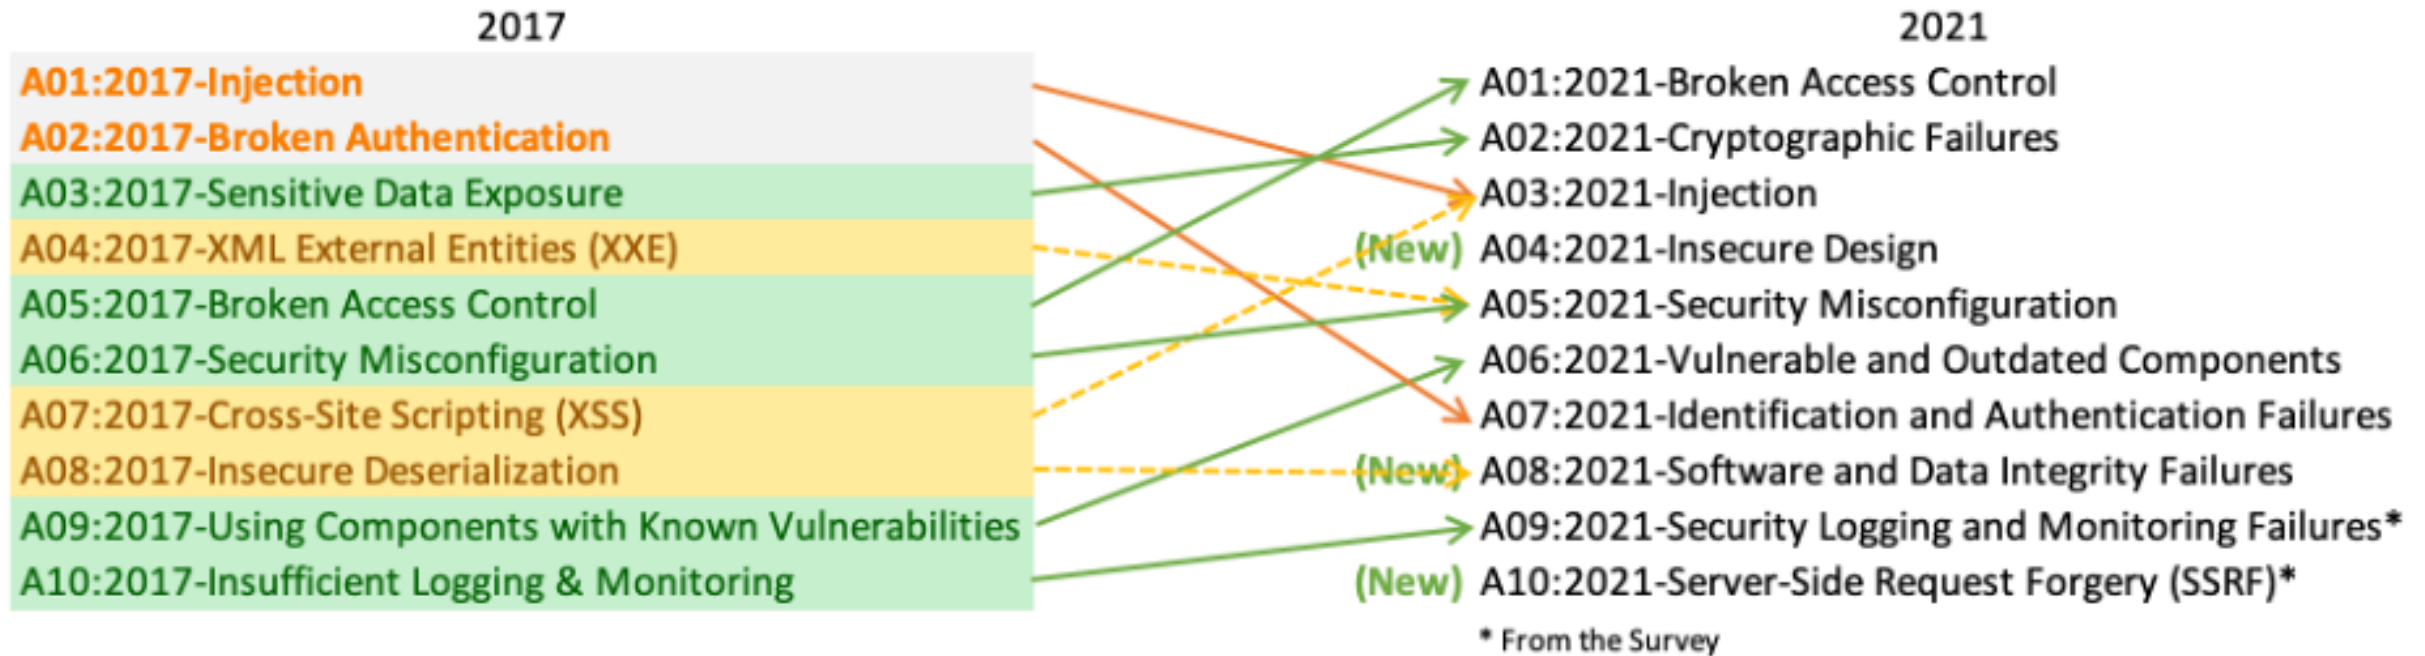 2017
A01:2017-Injection
A02:2017-Broken Authentication
A03:2017-Sensitive Data Exposure
A04:2017-XML External Entities (XXE)
A05:2017-Broken Access Control
A06:2017-Security Misconfiguration
A07:2017-Cross-Site Scripting (XSS)
A08:2017-Insecure Deserialization
A09:2017-Using Components with Known Vulnerabilities
A10:2017-Insufficient Logging & Monitoring
2021
A01:2021-Broken Access Control
A02:2021-Cryptographic Failures
A03:2021-Injection
(New) A04:2021-Insecure Design
A05:2021-Security Misconfiguration
A06:2021-Vulnerable and Outdated Components
A07:2021-Identification and Authentication Failures
(New) A08:2021-Software and Data Integrity Failures
A09:2021-Security Logging and Monitoring Failures*
(New) A10:2021-Server-Side Request Forgery (SSRF)*
* From the Survey